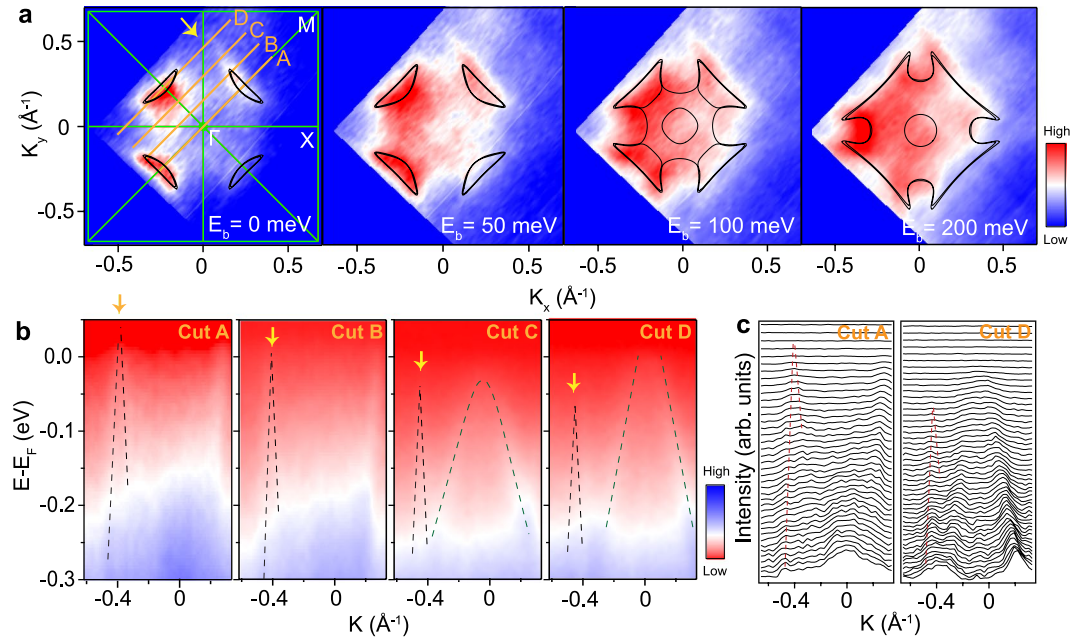 a
D
C
B
A
M
Γ
X
E_b= 0 meV
E_b= 50 meV
E_b= 100 meV
E_b= 200 meV
K_y (Å⁻¹)
0.5
0
-0.5
-0.5 0 0.5
-0.5 0 0.5
-0.5 0 0.5
-0.5 0 0.5
K_x (Å⁻¹)
High
Low
b
Cut A
Cut B
Cut C
Cut D
E-E_F (eV)
0.0
-0.1
-0.2
-0.3
-0.4 0
-0.4 0
-0.4 0
-0.4 0
K (Å⁻¹)
High
Low
c
Cut A
Cut D
Intensity (arb. units)
-0.4 0
-0.4 0
K (Å⁻¹)